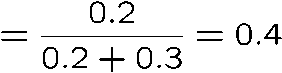 = 0.2 / (0.2 + 0.3) = 0.4